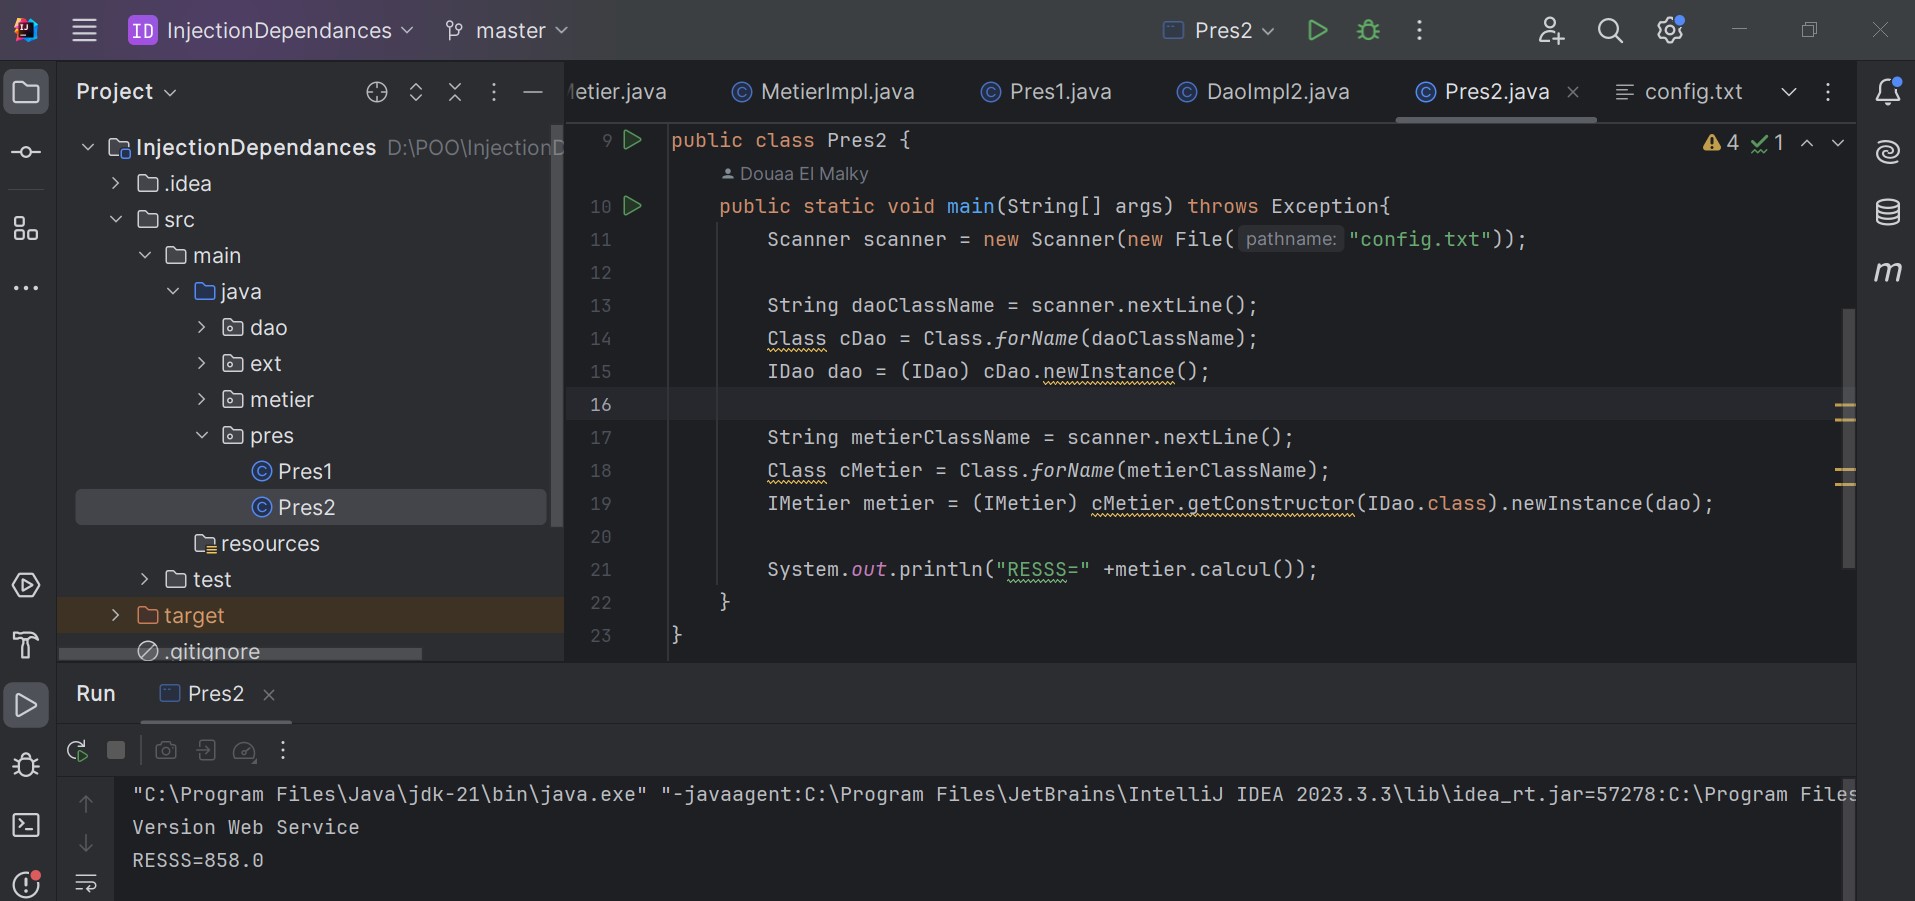 ID InjectionDependances master Pres2
Project
etier.java MetierImpl.java Pres1.java DaoImpl2.java Pres2.java config.txt
InjectionDependances D:\POO\InjectionD
.idea
src
main
java
dao
ext
metier
pres
Pres1
Pres2
resources
test
target
.gitignore
4 1
9 public class Pres2 {
Douaa El Malky
10 public static void main(String[] args) throws Exception{
11 Scanner scanner = new Scanner(new File( pathname: "config.txt"));
12
13 String daoClassName = scanner.nextLine();
14 Class cDao = Class.forName(daoClassName);
15 IDao dao = (IDao) cDao.newInstance();
16
17 String metierClassName = scanner.nextLine();
18 Class cMetier = Class.forName(metierClassName);
19 IMetier metier = (IMetier) cMetier.getConstructor(IDao.class).newInstance(dao);
20
21 System.out.println("RESSS=" +metier.calcul());
22 }
23 }
m
Run Pres2
"C:\Program Files\Java\jdk-21\bin\java.exe" "-javaagent:C:\Program Files\JetBrains\IntelliJ IDEA 2023.3.3\lib\idea_rt.jar=57278:C:\Program Files
Version Web Service
RESSS=858.0